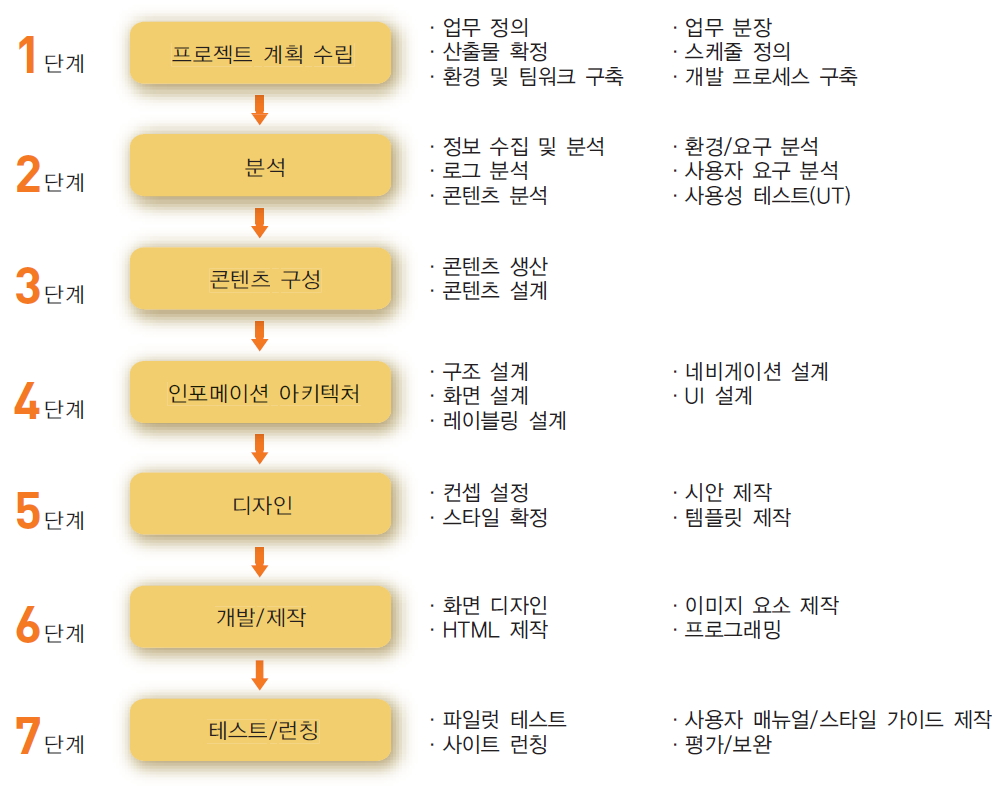 1단계
프로젝트 계획 수립
· 업무 정의
· 산출물 확정
· 환경 및 팀워크 구축
· 업무 분장
· 스케줄 정의
· 개발 프로세스 구축
2단계
분석
· 정보 수집 및 분석
· 로그 분석
· 콘텐츠 분석
· 환경/요구 분석
· 사용자 요구 분석
· 사용성 테스트(UT)
3단계
콘텐츠 구성
· 콘텐츠 생산
· 콘텐츠 설계
4단계
인포메이션 아키텍처
· 구조 설계
· 화면 설계
· 레이블링 설계
· 네비게이션 설계
· UI 설계
5단계
디자인
· 컨셉 설정
· 스타일 확정
· 시안 제작
· 템플릿 제작
6단계
개발/제작
· 화면 디자인
· HTML 제작
· 이미지 요소 제작
· 프로그래밍
7단계
테스트/런칭
· 파일럿 테스트
· 사이트 런칭
· 사용자 매뉴얼/스타일 가이드 제작
· 평가/보완